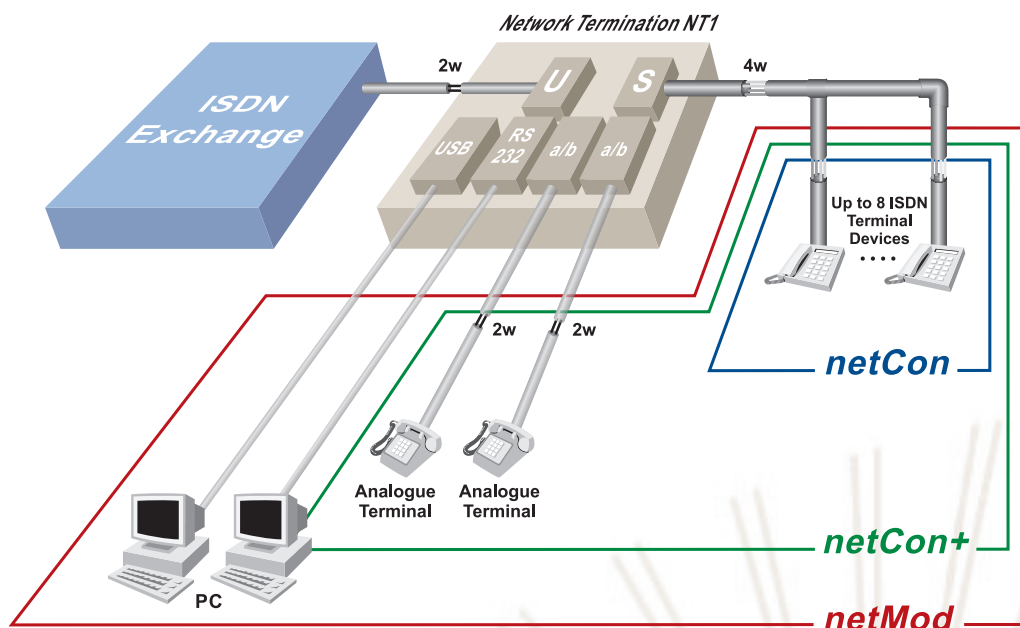 Network Termination NT1
2w
4w
ISDN
Exchange
U
S
USB
RS
232
a/b
a/b
Up to 8 ISDN
Terminal
Devices
....
2w
2w
netCon
Analogue
Terminal
Analogue
Terminal
netCon+
PC
netMod